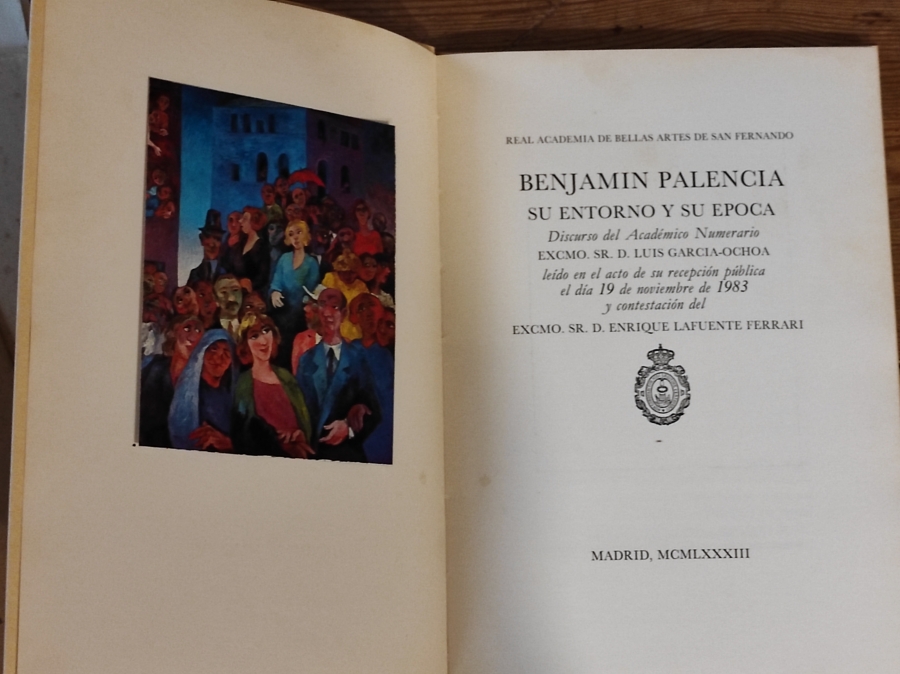 REAL ACADEMIA DE BELLAS ARTES DE SAN FERNANDO
BENJAMIN PALENCIA
SU ENTORNO Y SU EPOCA
Discurso del Académico Numerario
EXCMO. SR. D. LUIS GARCIA-OCHOA
leído en el acto de su recepción pública
el día 19 de noviembre de 1983
y contestación del
EXCMO. SR. D. ENRIQUE LAFUENTE FERRARI
MADRID, MCMLXXXIII